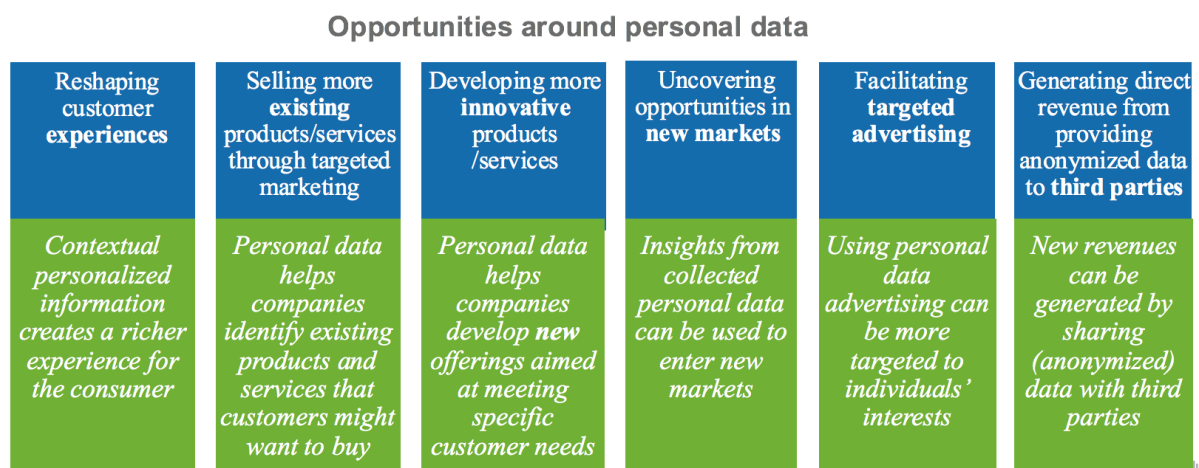 Opportunities around personal data
Reshaping
customer
experiences
Contextual
personalized
information
creates a richer
experience for
the consumer
Selling more
existing
products/services
through targeted
marketing
Personal data
helps
companies
identify existing
products and
services that
customers might
want to buy
Developing more
innovative
products
/services
Personal data
helps
companies
develop new
offerings aimed
at meeting
specific
customer needs
Uncovering
opportunities in
new markets
Insights from
collected
personal data
can be used to
enter new
markets
Facilitating
targeted
advertising
Using personal
data
advertising can
be more
targeted to
individuals’
interests
Generating direct
revenue from
providing
anonymized data
to third parties
New revenues
can be
generated by
sharing
(anonymized)
data with third
parties